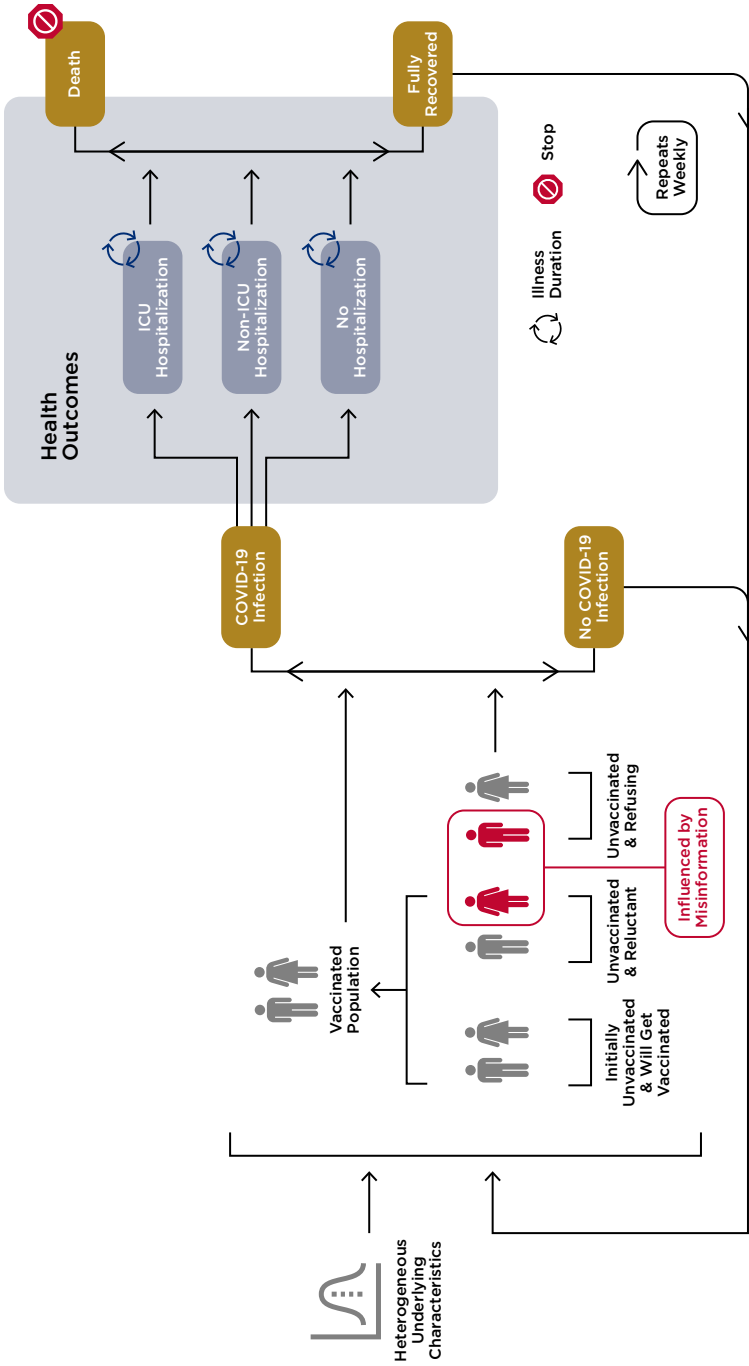 Heterogeneous
Underlying
Characteristics
Vaccinated
Population
Initially
Unvaccinated
& Will Get
Vaccinated
Unvaccinated
& Reluctant
Unvaccinated
& Refusing
Influenced by
Misinformation
COVID-19
Infection
No COVID-19
Infection
Health
Outcomes
ICU
Hospitalization
Non-ICU
Hospitalization
No
Hospitalization
Death
Fully
Recovered
Illness
Duration
Stop
Repeats
Weekly